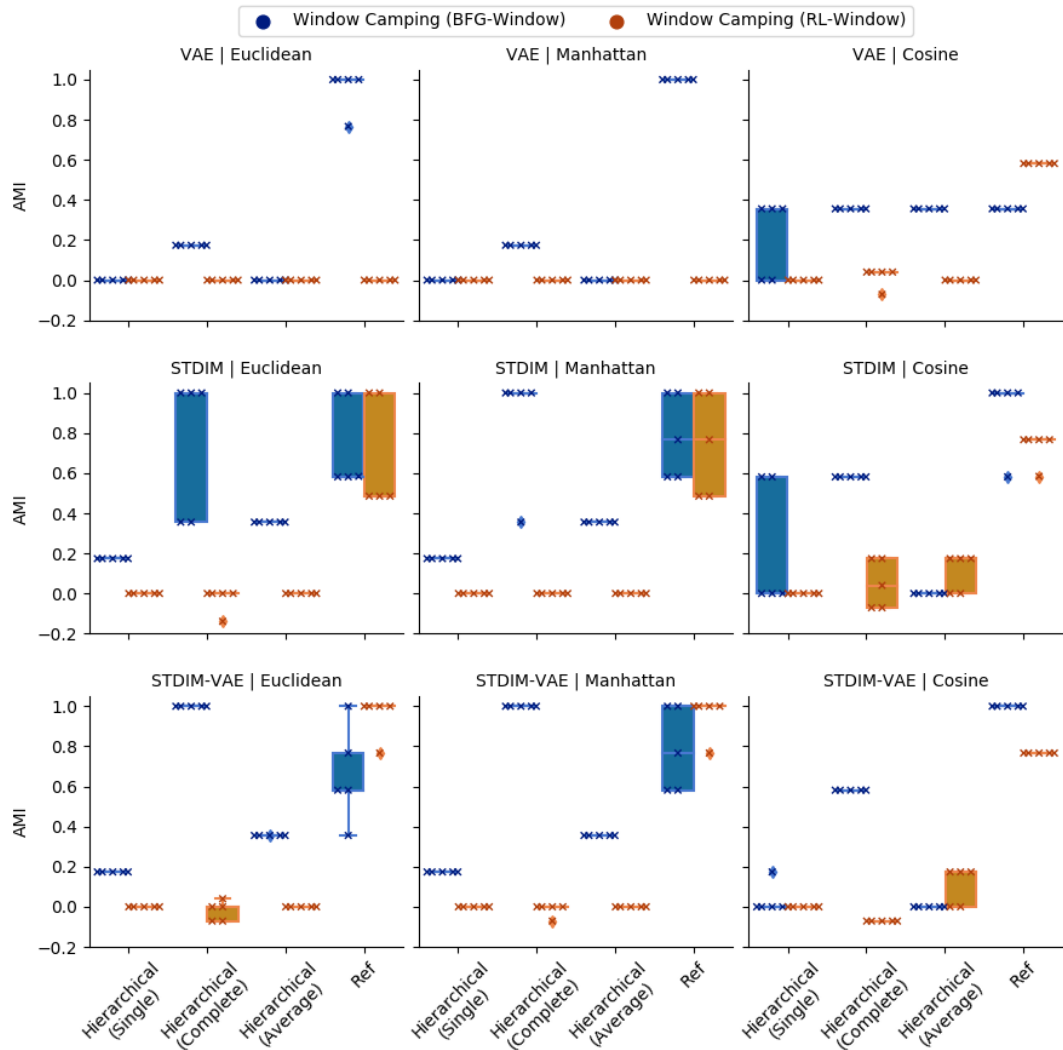 Window Camping (BFG-Window) Window Camping (RL-Window)
VAE | Euclidean VAE | Manhattan VAE | Cosine
1.0
0.8
0.6
0.4
0.2
0.0
−0.2
AMI
STDIM | Euclidean STDIM | Manhattan STDIM | Cosine
1.0
0.8
0.6
0.4
0.2
0.0
−0.2
AMI
STDIM-VAE | Euclidean STDIM-VAE | Manhattan STDIM-VAE | Cosine
1.0
0.8
0.6
0.4
0.2
0.0
−0.2
AMI
Hierarchical
(Single)
Hierarchical
(Complete)
Hierarchical
(Average)
Ref
Hierarchical
(Single)
Hierarchical
(Complete)
Hierarchical
(Average)
Ref
Hierarchical
(Single)
Hierarchical
(Complete)
Hierarchical
(Average)
Ref